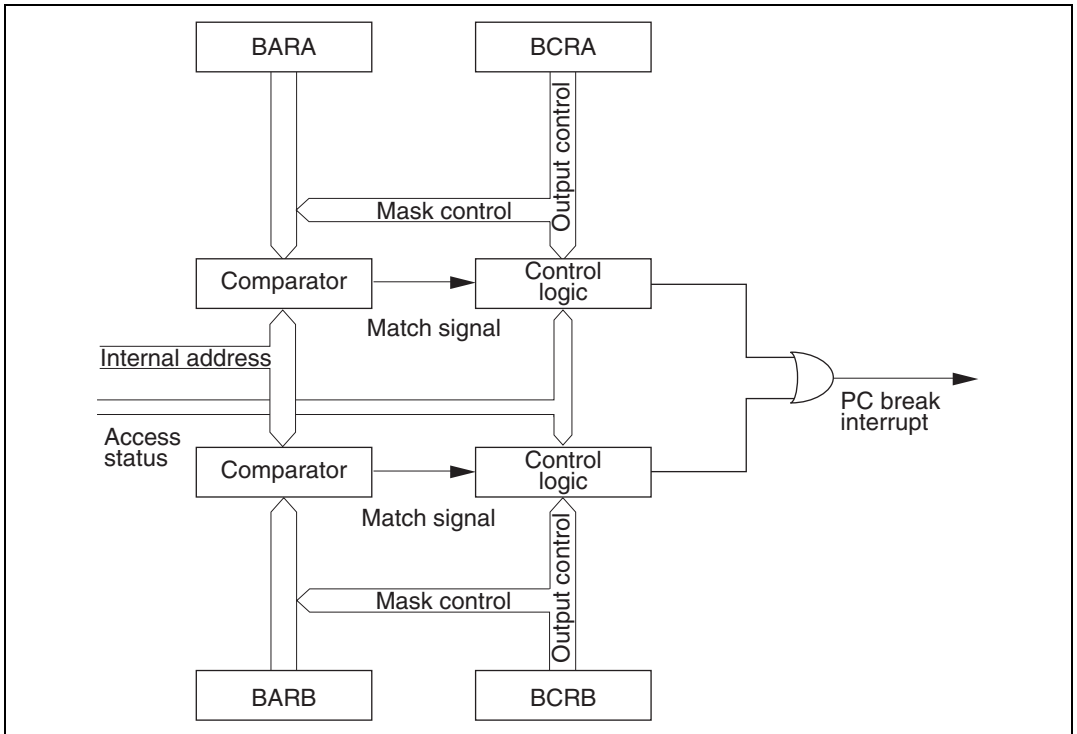 BARA
BCRA
Output control
Mask control
Comparator
Control
logic
Match signal
Internal address
Access
status
PC break
interrupt
Comparator
Control
logic
Match signal
Output control
Mask control
BARB
BCRB